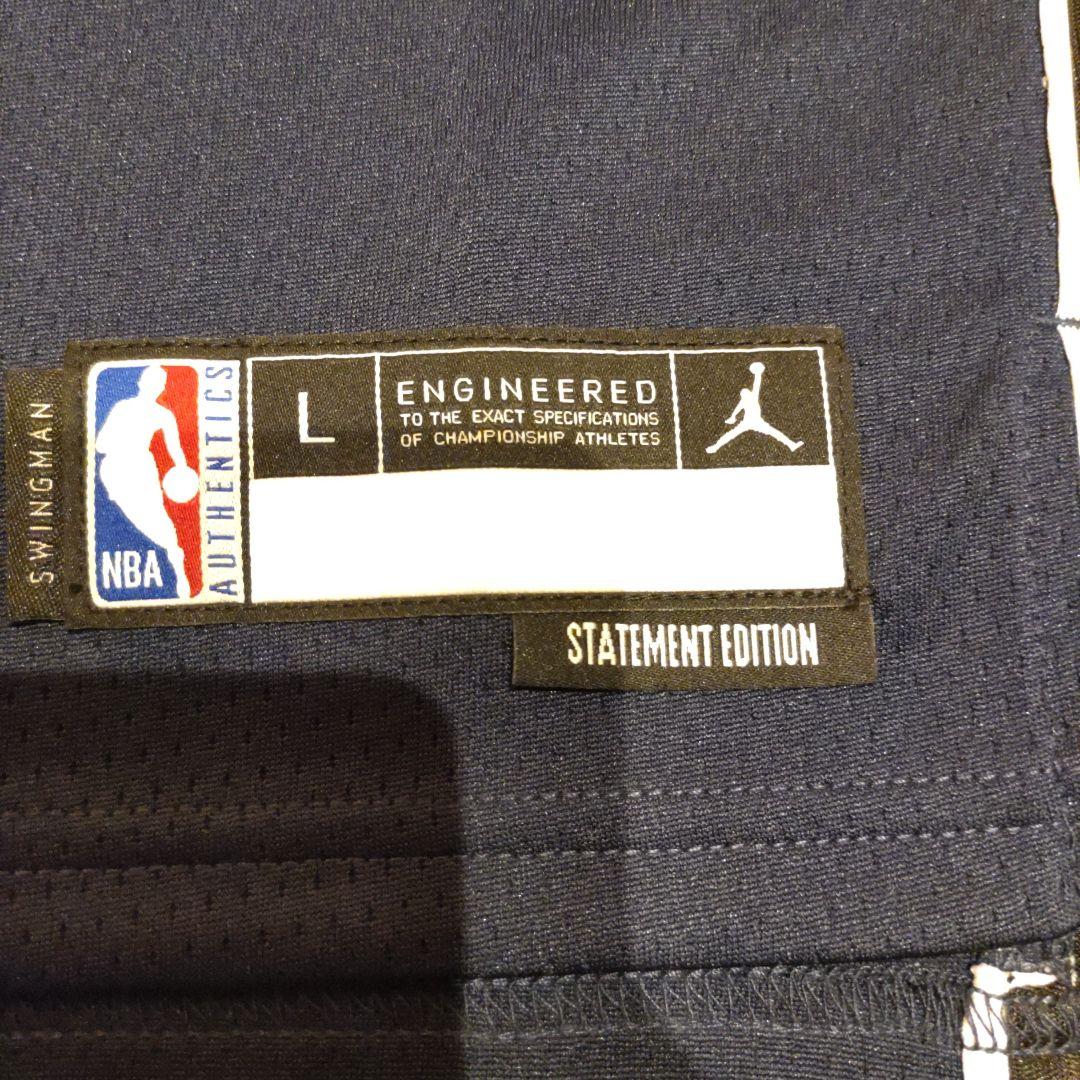 SWINGMAN
NBA
AUTHENTICS
L
ENGINEERED
TO THE EXACT SPECIFICATIONS
OF CHAMPIONSHIP ATHLETES
STATEMENT EDITION